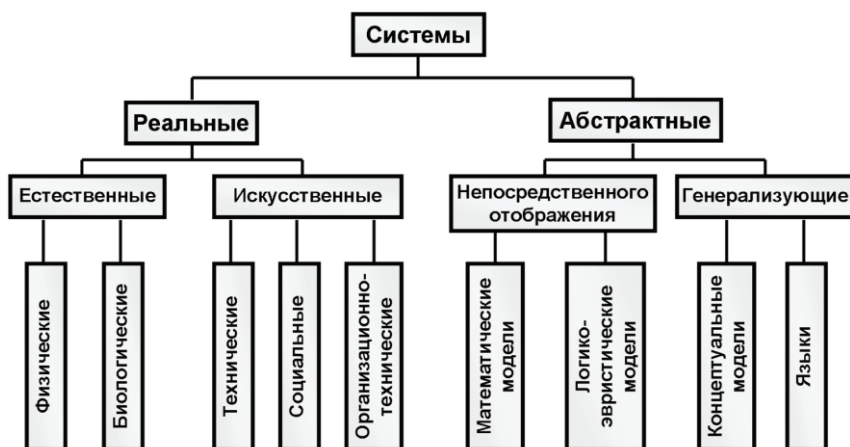 Системы
Реальные
Абстрактные
Естественные
Искусственные
Непосредственного
отображения
Генерализующие
Физические
Биологические
Технические
Социальные
Организационно-
технические
Математические
модели
Логико-
эвристические
модели
Концептуальные
модели
Языки